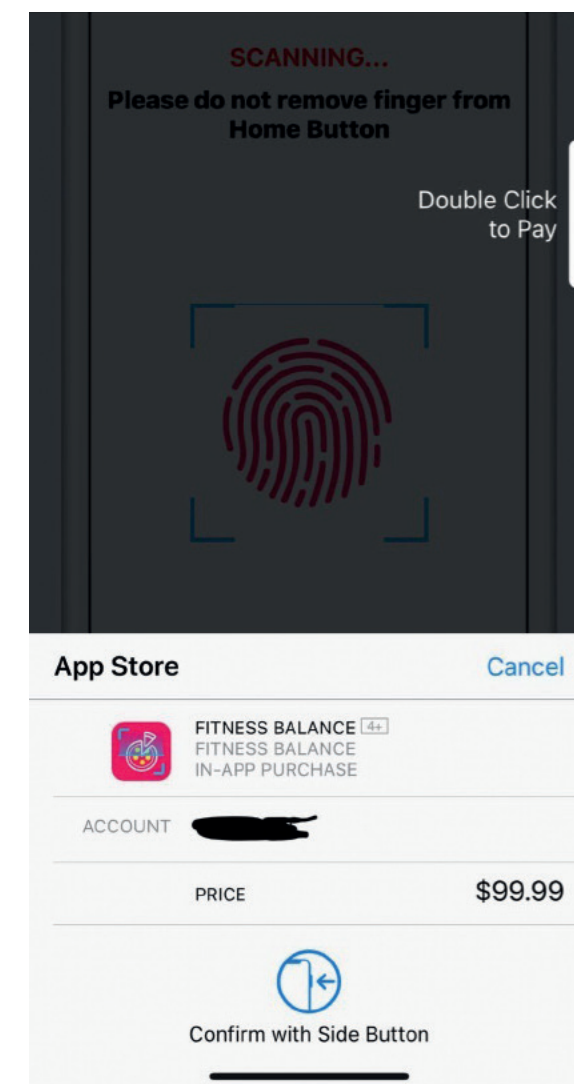 SCANNING...
Please do not remove finger from
Home Button
Double Click
to Pay
App Store Cancel
FITNESS BALANCE 4+
FITNESS BALANCE
IN-APP PURCHASE
ACCOUNT
PRICE $99.99
Confirm with Side Button